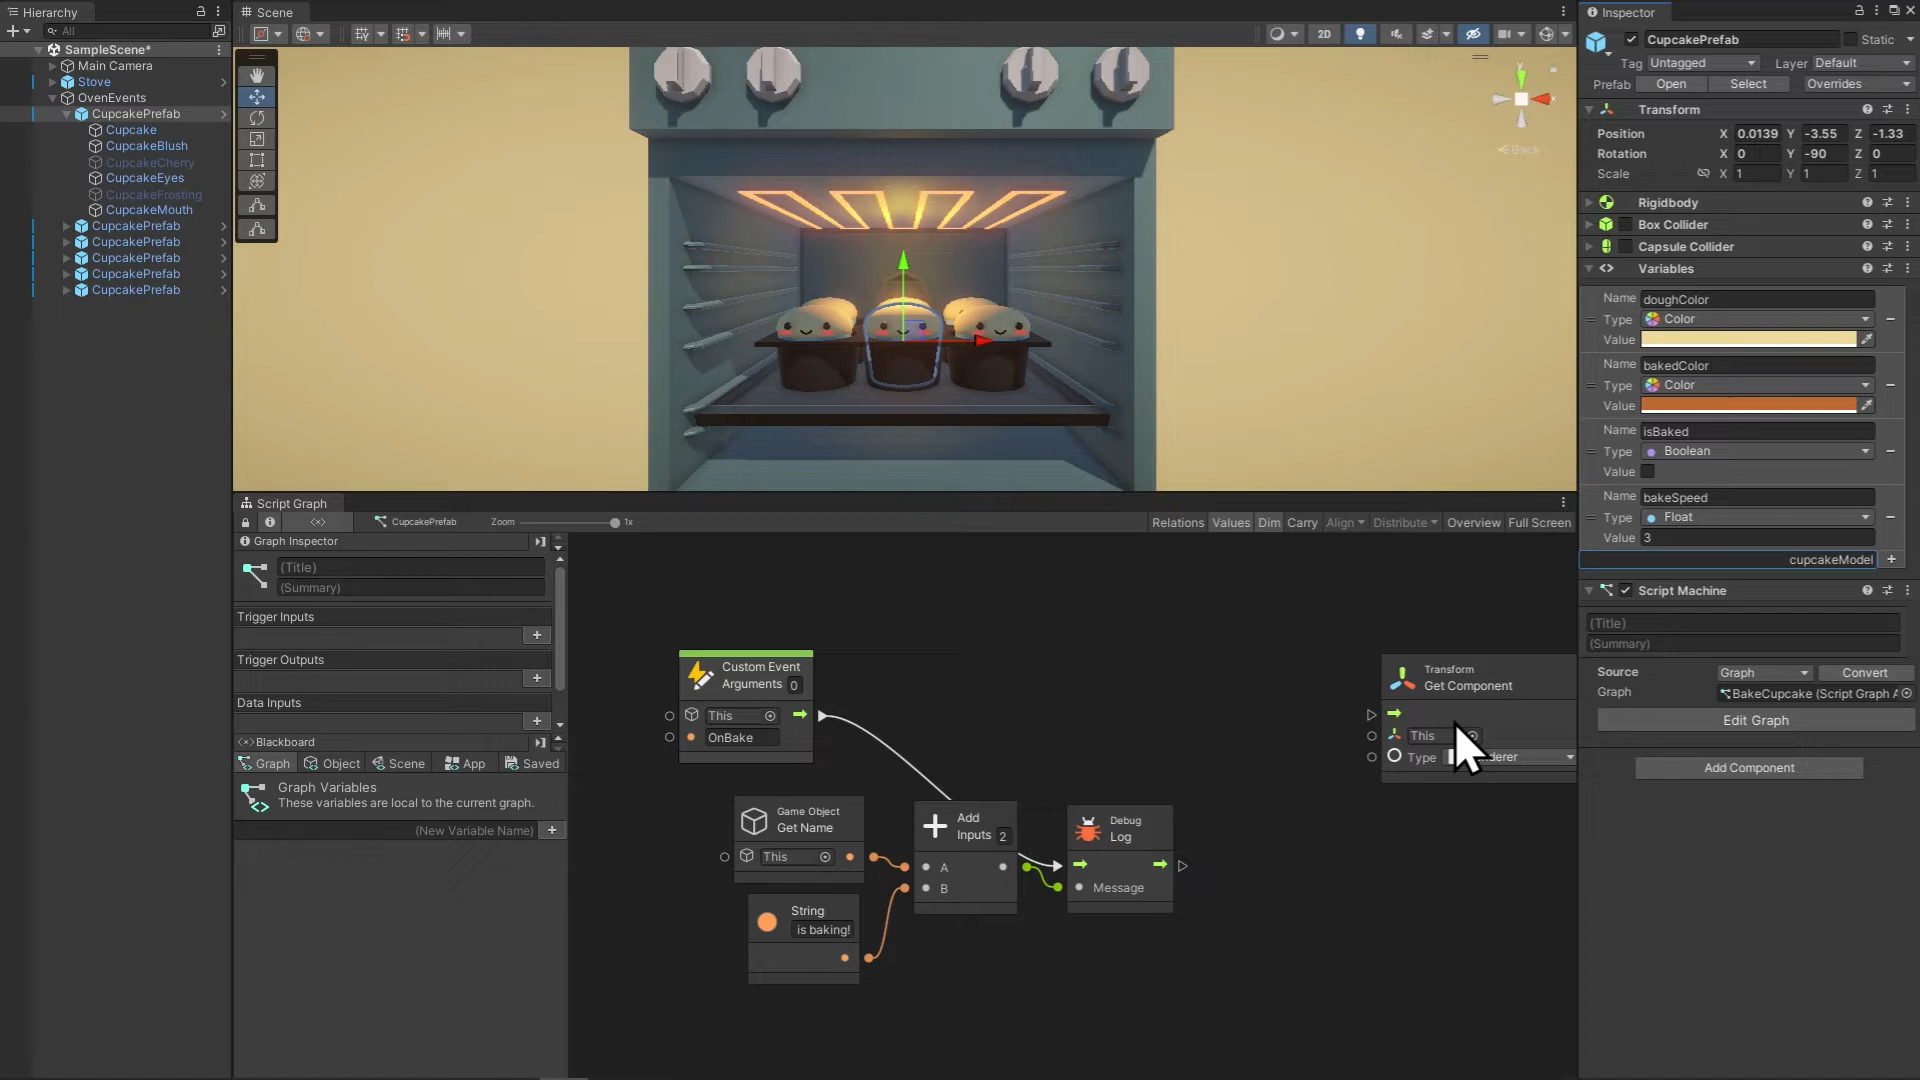 Hierarchy
All
SampleScene*
Main Camera
Stove
OvenEvents
CupcakePrefab
Cupcake
CupcakeBlush
CupcakeCherry
CupcakeEyes
CupcakeFrosting
CupcakeMouth
CupcakePrefab
CupcakePrefab
CupcakePrefab
CupcakePrefab
CupcakePrefab
Scene
2D
y
x
Back
Script Graph
CupcakePrefab
Zoom
1x
Relations
Values
Dim
Carry
Align
Distribute
Overview
Full Screen
Graph Inspector
(Title)
(Summary)
Trigger Inputs
Trigger Outputs
Data Inputs
Blackboard
Graph
Object
Scene
App
Saved
Graph Variables
These variables are local to the current graph.
(New Variable Name)
Custom Event
Arguments 0
This
OnBake
Game Object
Get Name
This
String
is baking!
Add
Inputs 2
A
B
Debug
Log
Message
Transform
Get Component
This
Type
Inspector
CupcakePrefab
Static
Tag Untagged
Layer Default
Prefab Open Select Overrides
Transform
Position X 0.0139 Y -3.55 Z -1.33
Rotation X 0 Y -90 Z 0
Scale X 1 Y 1 Z 1
Rigidbody
Box Collider
Capsule Collider
Variables
Name doughColor
Type Color
Value
Name bakedColor
Type Color
Value
Name isBaked
Type Boolean
Value
Name bakeSpeed
Type Float
Value 3
cupcakeModel
Script Machine
(Title)
(Summary)
Source Graph Convert
Graph BakeCupcake (Script Graph A
Edit Graph
Add Component